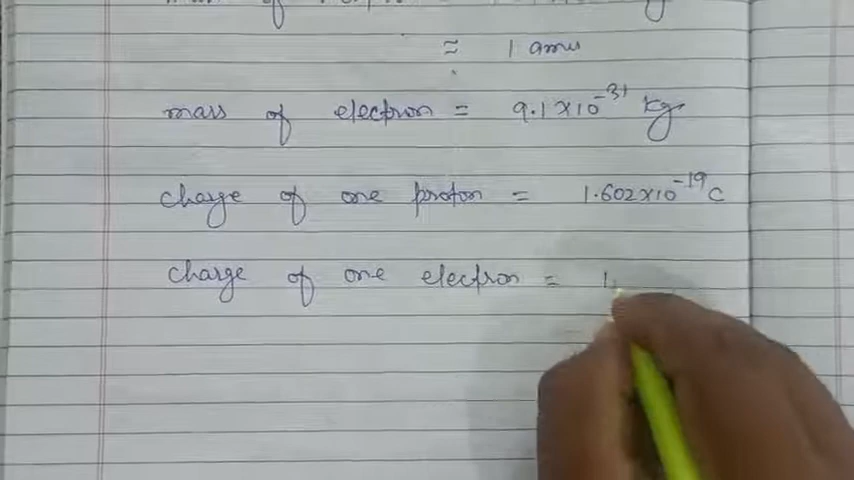 ≈ 1 amu
mass of electron = 9.1×10⁻³¹ kg
charge of one proton = 1.602×10⁻¹⁹ C
charge of one electron = 1.